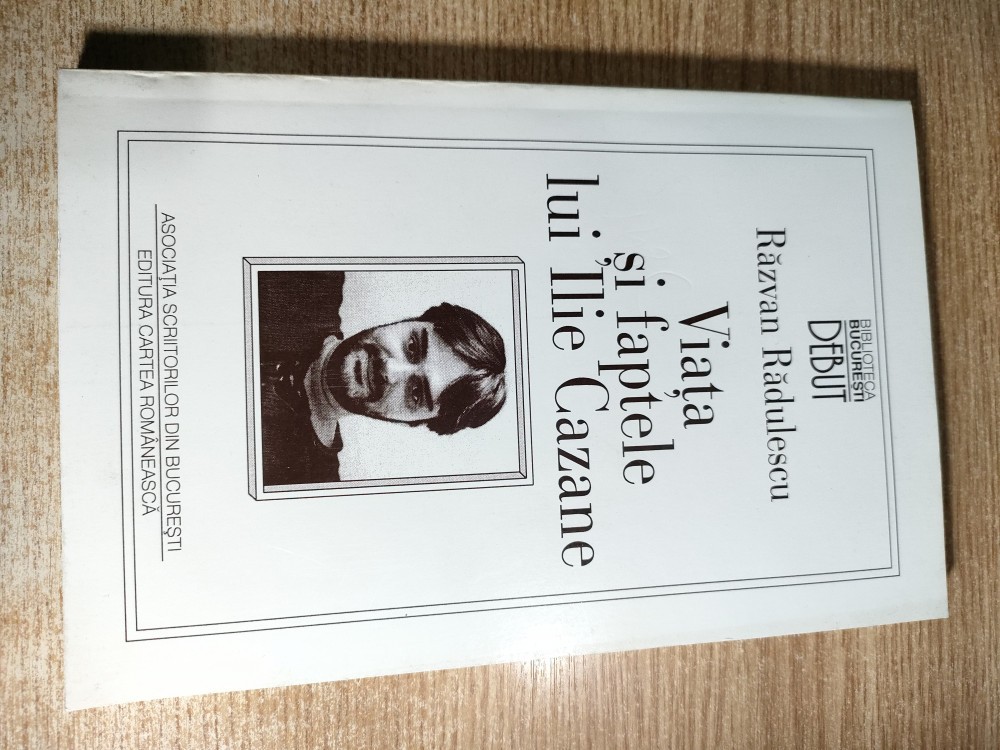 BIBLIOTECA
BUCUREȘTI
DEBUT
Răzvan Rădulescu
Viața
și faptele
lui Ilie Cazane
ASOCIAȚIA SCRIITORILOR DIN BUCUREȘTI
EDITURA CARTEA ROMÂNEASCĂ